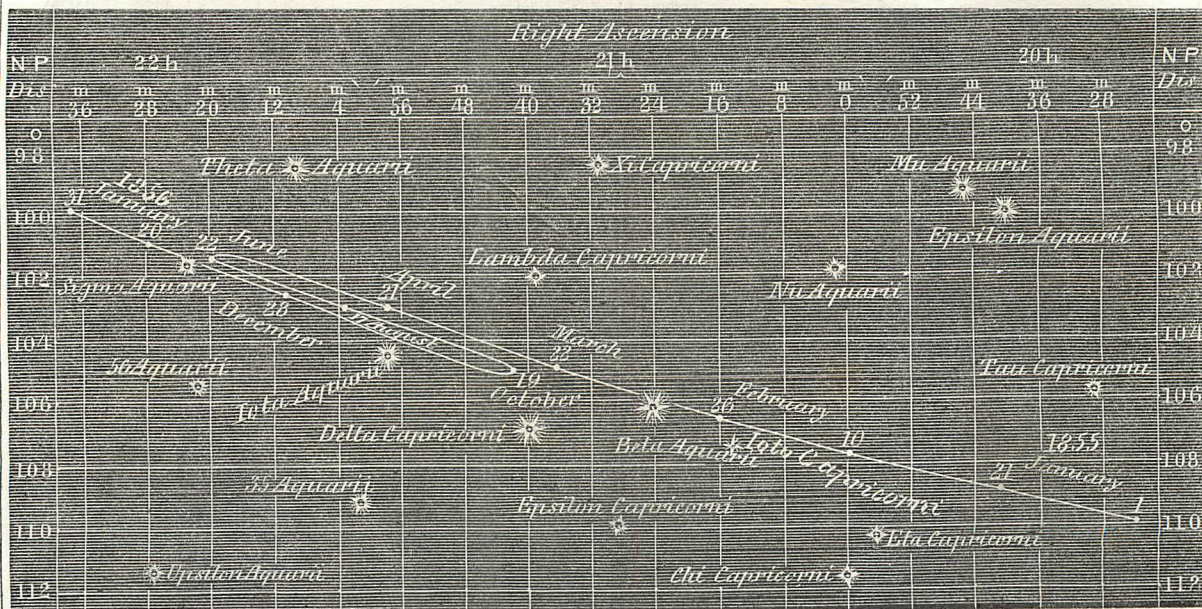 Right Ascension
N P 22h 21h 20h N P
Dis m m m m m m m m m m m m m m m m m Dis
36 28 20 12 4 56 48 40 32 24 16 8 0 52 44 36 28
o o
98 Theta Aquarii Xi Capricorni Mu Aquarii 98
1856
31 January
100 20 22 June Epsilon Aquarii 100
Lambda Capricorni
102 Sigma Aquarii 28 April 21 Nu Aquarii 102
December August March
104 22 104
56 Aquarii Iota Aquarii 19 Tau Capricorni
October February
106 26 106
Delta Capricorni Beta Aquarii Iota Capricorni 10 1855
108 21 January 108
35 Aquarii Epsilon Capricorni 1
110 Eta Capricorni 110
Upsilon Aquarii Chi Capricorni
112 112